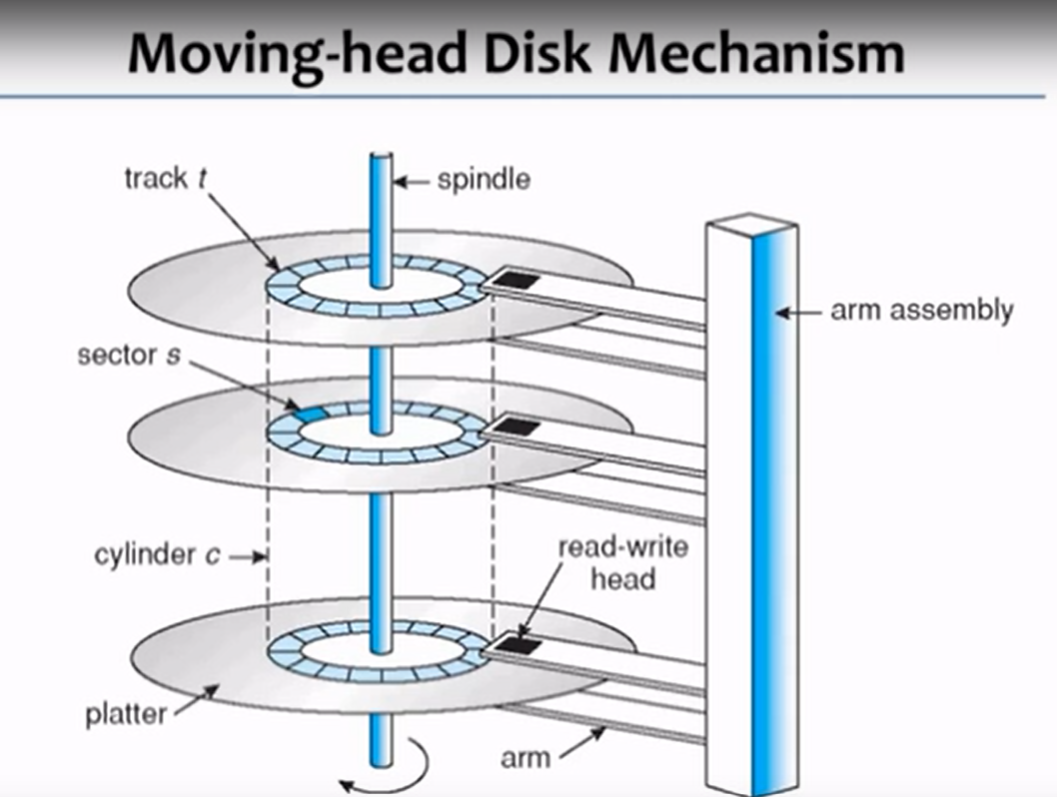 Moving-head Disk Mechanism
track t
spindle
arm assembly
sector s
cylinder c
read-write
head
platter
arm